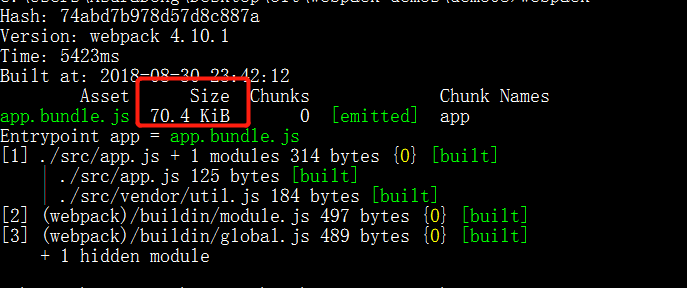 Hash: 74abd7b978d57d8c887a
Version: webpack 4.10.1
Time: 5423ms
Built at: 2018-08-30 23:42:12
Asset Size Chunks Chunk Names
app.bundle.js 70.4 KiB 0 [emitted] app
Entrypoint app = app.bundle.js
[1] ./src/app.js + 1 modules 314 bytes {0} [built]
| ./src/app.js 125 bytes [built]
| ./src/vendor/util.js 184 bytes [built]
[2] (webpack)/buildin/module.js 497 bytes {0} [built]
[3] (webpack)/buildin/global.js 489 bytes {0} [built]
+ 1 hidden module